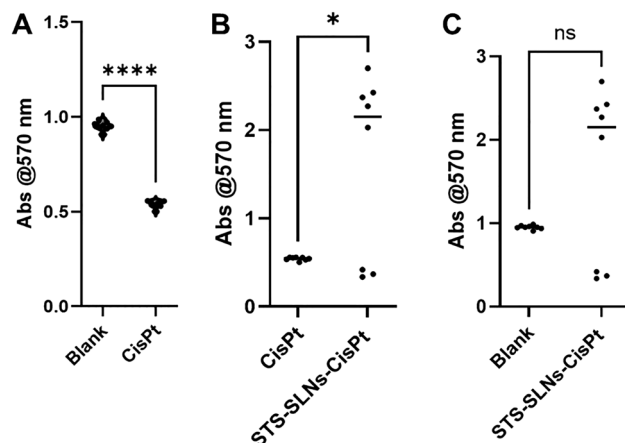 A
Abs @570 nm
1.5
1.0
0.5
0.0
****
Blank
CisPt
B
Abs @570 nm
3
2
1
0
*
CisPt
STS-SLNs-CisPt
C
Abs @570 nm
3
2
1
0
ns
Blank
STS-SLNs-CisPt